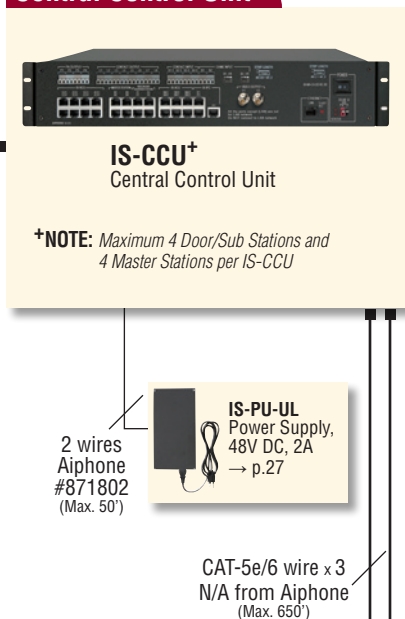 Central Control Unit
IS-CCU+
Central Control Unit
+NOTE: Maximum 4 Door/Sub Stations and
4 Master Stations per IS-CCU
IS-PU-UL
Power Supply,
48V DC, 2A
→ p.27
2 wires
Aiphone
#871802
(Max. 50')
CAT-5e/6 wire x 3
N/A from Aiphone
(Max. 650')